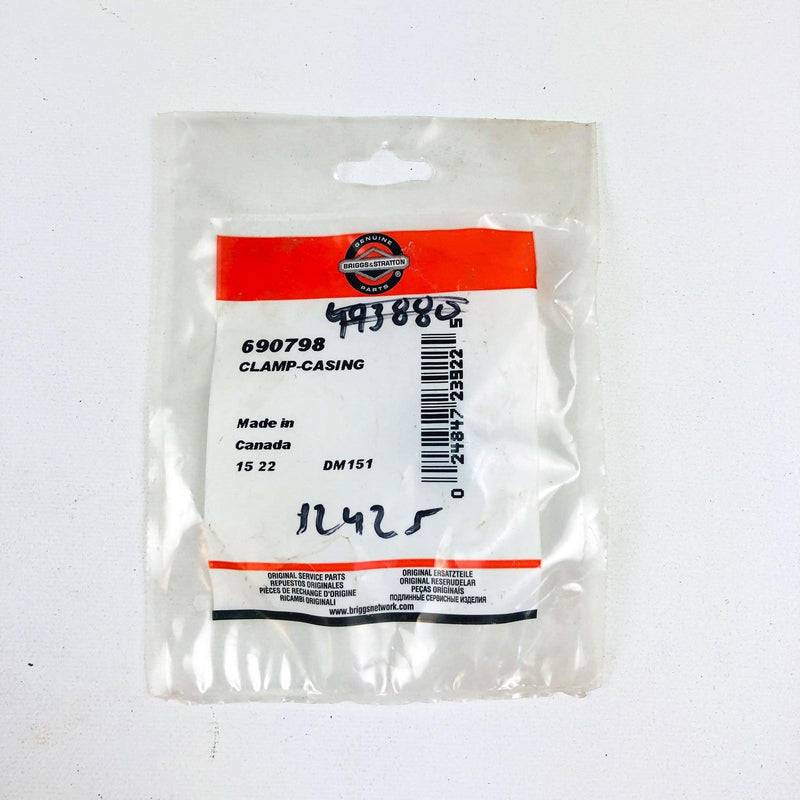 GENUINE
BRIGGS&STRATTON
®
PARTS
493880
690798
CLAMP-CASING
Made in
Canada
15 22 DM151
0 24847 23922 5
12425
ORIGINAL SERVICE PARTS
REPUESTOS ORIGINALES
PIÈCES DE RECHANGE D'ORIGINE
RICAMBI ORIGINALI
ORIGINAL ERSATZTEILE
ORIGINAL RESERUDELAR
PEÇAS ORIGINAIS
ПОДЛИННЫЕ СЕРВИСНЫЕ ИЗДЕЛИЯ
www.briggsnetwork.com